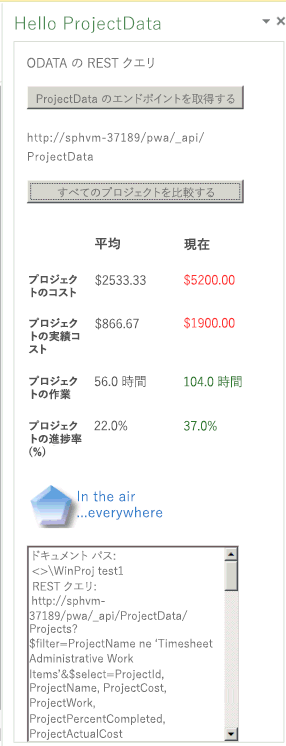 Hello ProjectData
ODATA の REST クエリ
ProjectData のエンドポイントを取得する
http://sphvm-37189/pwa/_api/
ProjectData
すべてのプロジェクトを比較する
平均 現在
プロジェク
トのコスト $2533.33 $5200.00
プロジェク
トの実績コ
スト $866.67 $1900.00
プロジェク
トの作業 56.0 時間 104.0 時間
プロジェク
トの進捗率
(%) 22.0% 37.0%
In the air
...everywhere
ドキュメント パス:
<>\WinProj test1
REST クエリ:
http://sphvm-
37189/pwa/_api/ProjectData/
Projects?
$filter=ProjectName ne 'Timesheet
Administrative Work
Items'&$select=ProjectId,
ProjectName, ProjectCost,
ProjectWork,
ProjectPercentCompleted,
ProjectActualCost